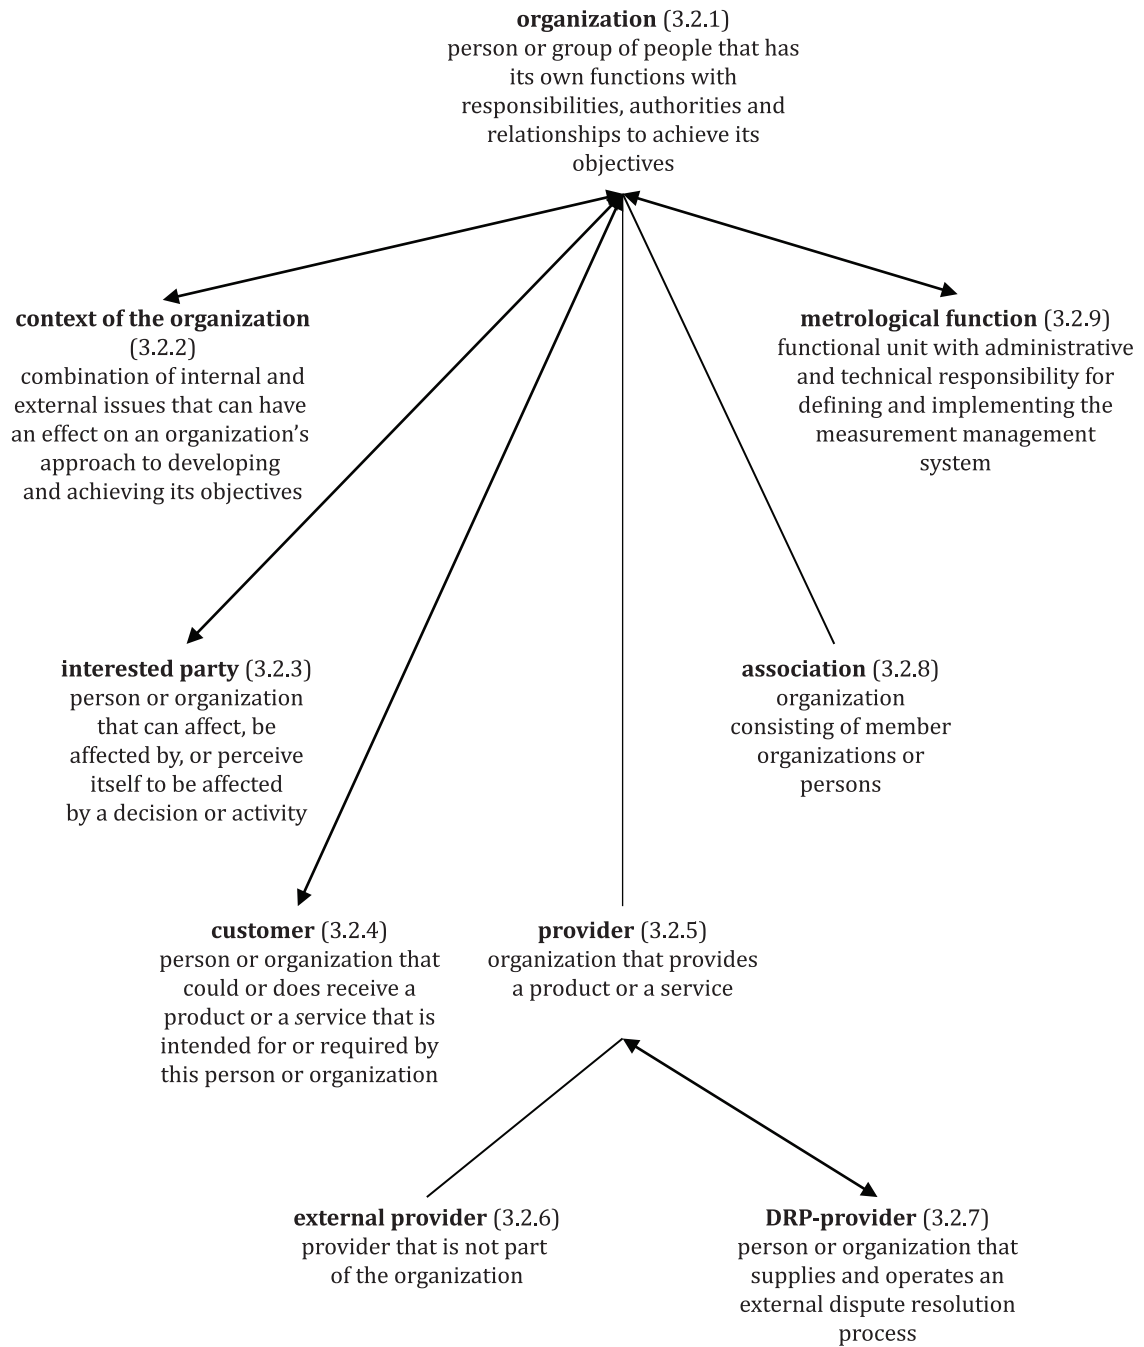 organization (3.2.1)
person or group of people that has
its own functions with
responsibilities, authorities and
relationships to achieve its
objectives
context of the organization
(3.2.2)
combination of internal and
external issues that can have
an effect on an organization’s
approach to developing
and achieving its objectives
metrological function (3.2.9)
functional unit with administrative
and technical responsibility for
defining and implementing the
measurement management
system
interested party (3.2.3)
person or organization
that can affect, be
affected by, or perceive
itself to be affected
by a decision or activity
association (3.2.8)
organization
consisting of member
organizations or
persons
customer (3.2.4)
person or organization that
could or does receive a
product or a service that is
intended for or required by
this person or organization
provider (3.2.5)
organization that provides
a product or a service
external provider (3.2.6)
provider that is not part
of the organization
DRP-provider (3.2.7)
person or organization that
supplies and operates an
external dispute resolution
process